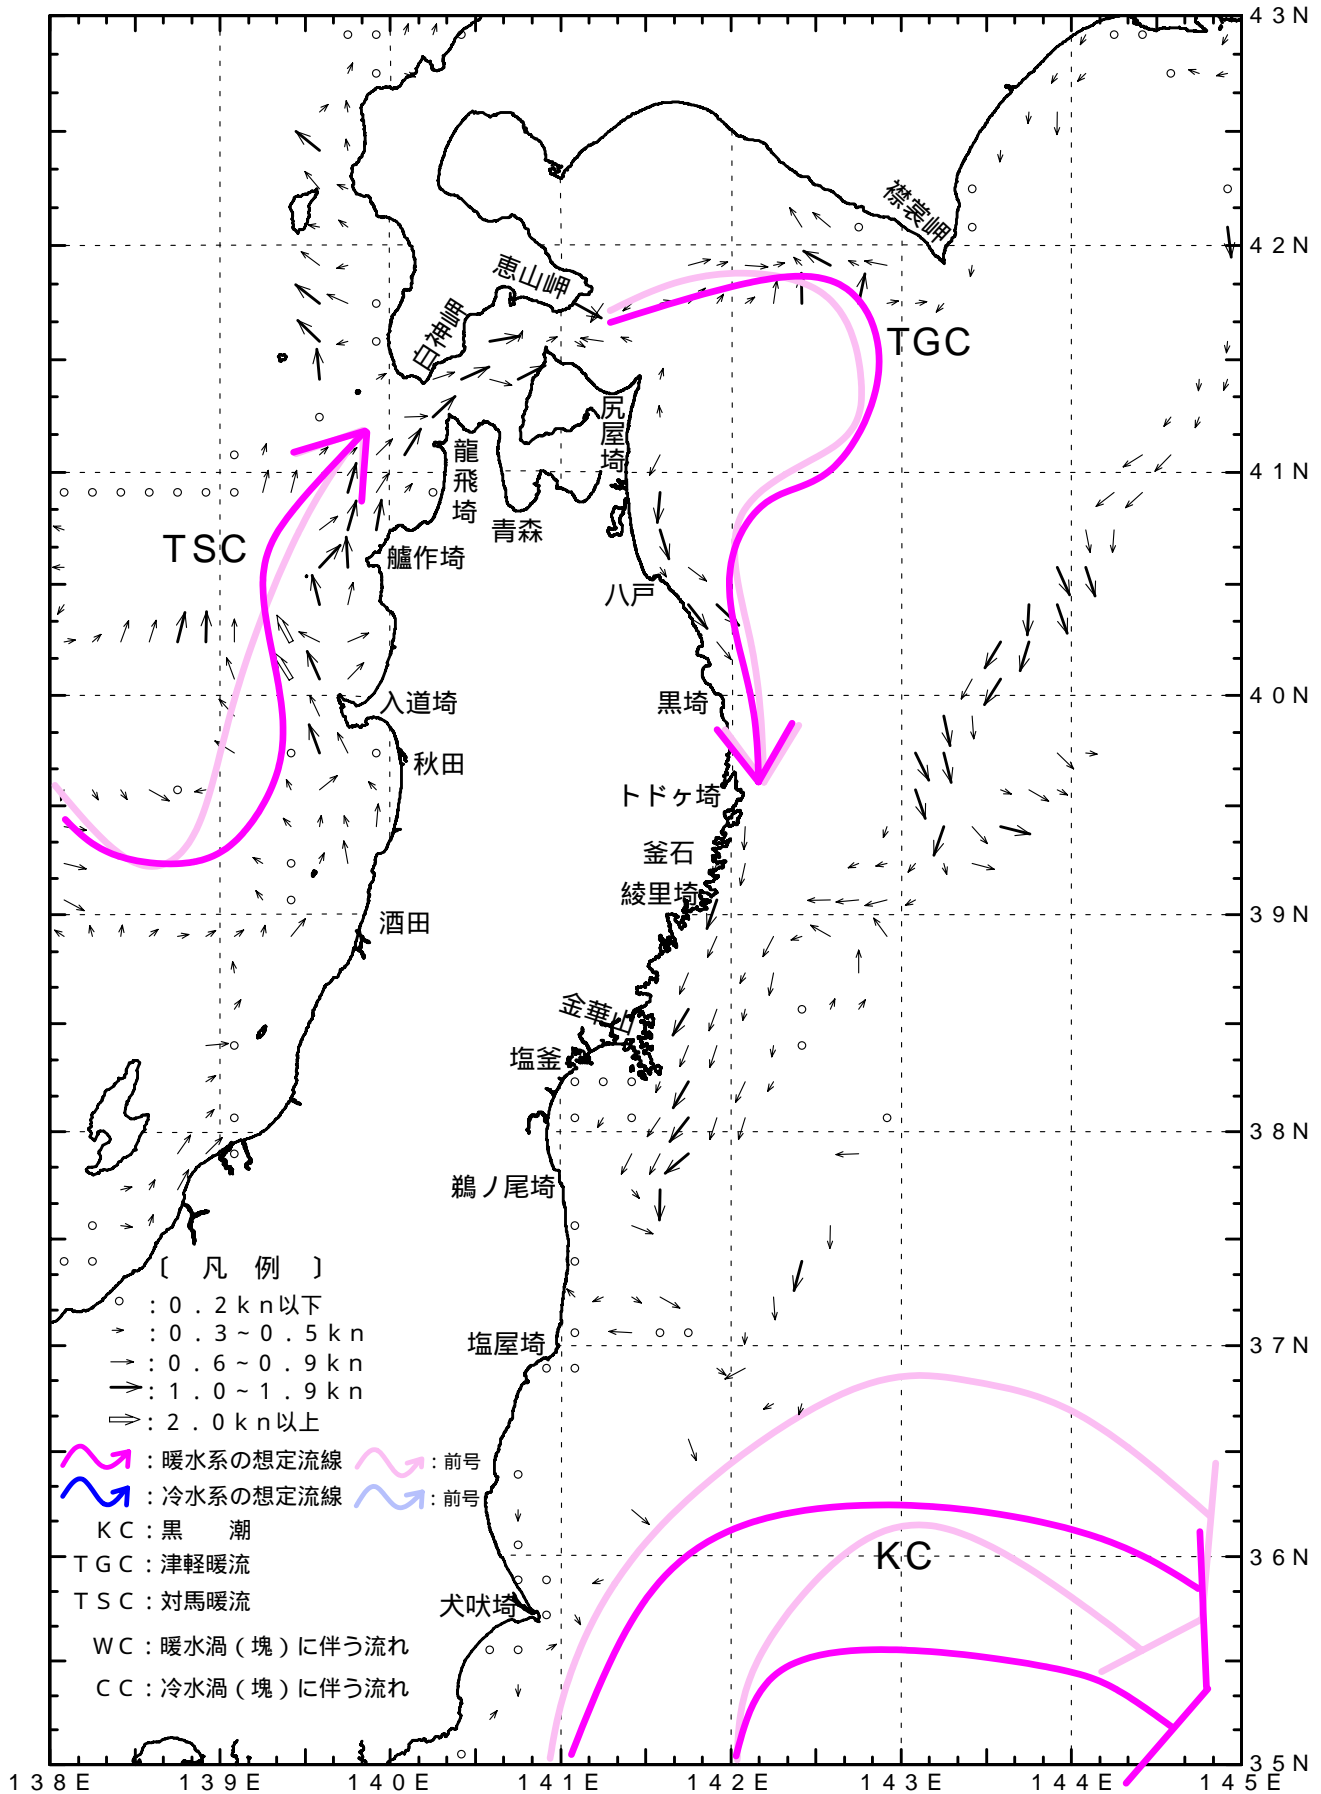 43N
襟裳岬
42N
恵山岬
白神岬
TGC
尻屋埼
龍飛埼
41N
青森
TSC
艫作埼
八戸
入道埼
黒埼
40N
秋田
トドヶ埼
釜石
綾里埼
酒田
39N
金華山
塩釜
38N
鵜ノ尾埼
〔 凡 例 〕
:0.2kn以下
:0.3~0.5kn
塩屋埼
37N
:0.6~0.9kn
:1.0~1.9kn
:2.0kn以上
:暖水系の想定流線 :前号
:冷水系の想定流線 :前号
KC:黒 潮
KC
36N
TGC:津軽暖流
TSC:対馬暖流
犬吠埼
WC:暖水渦(塊)に伴う流れ
CC:冷水渦(塊)に伴う流れ
35N
138E 139E 140E 141E 142E 143E 144E 145E